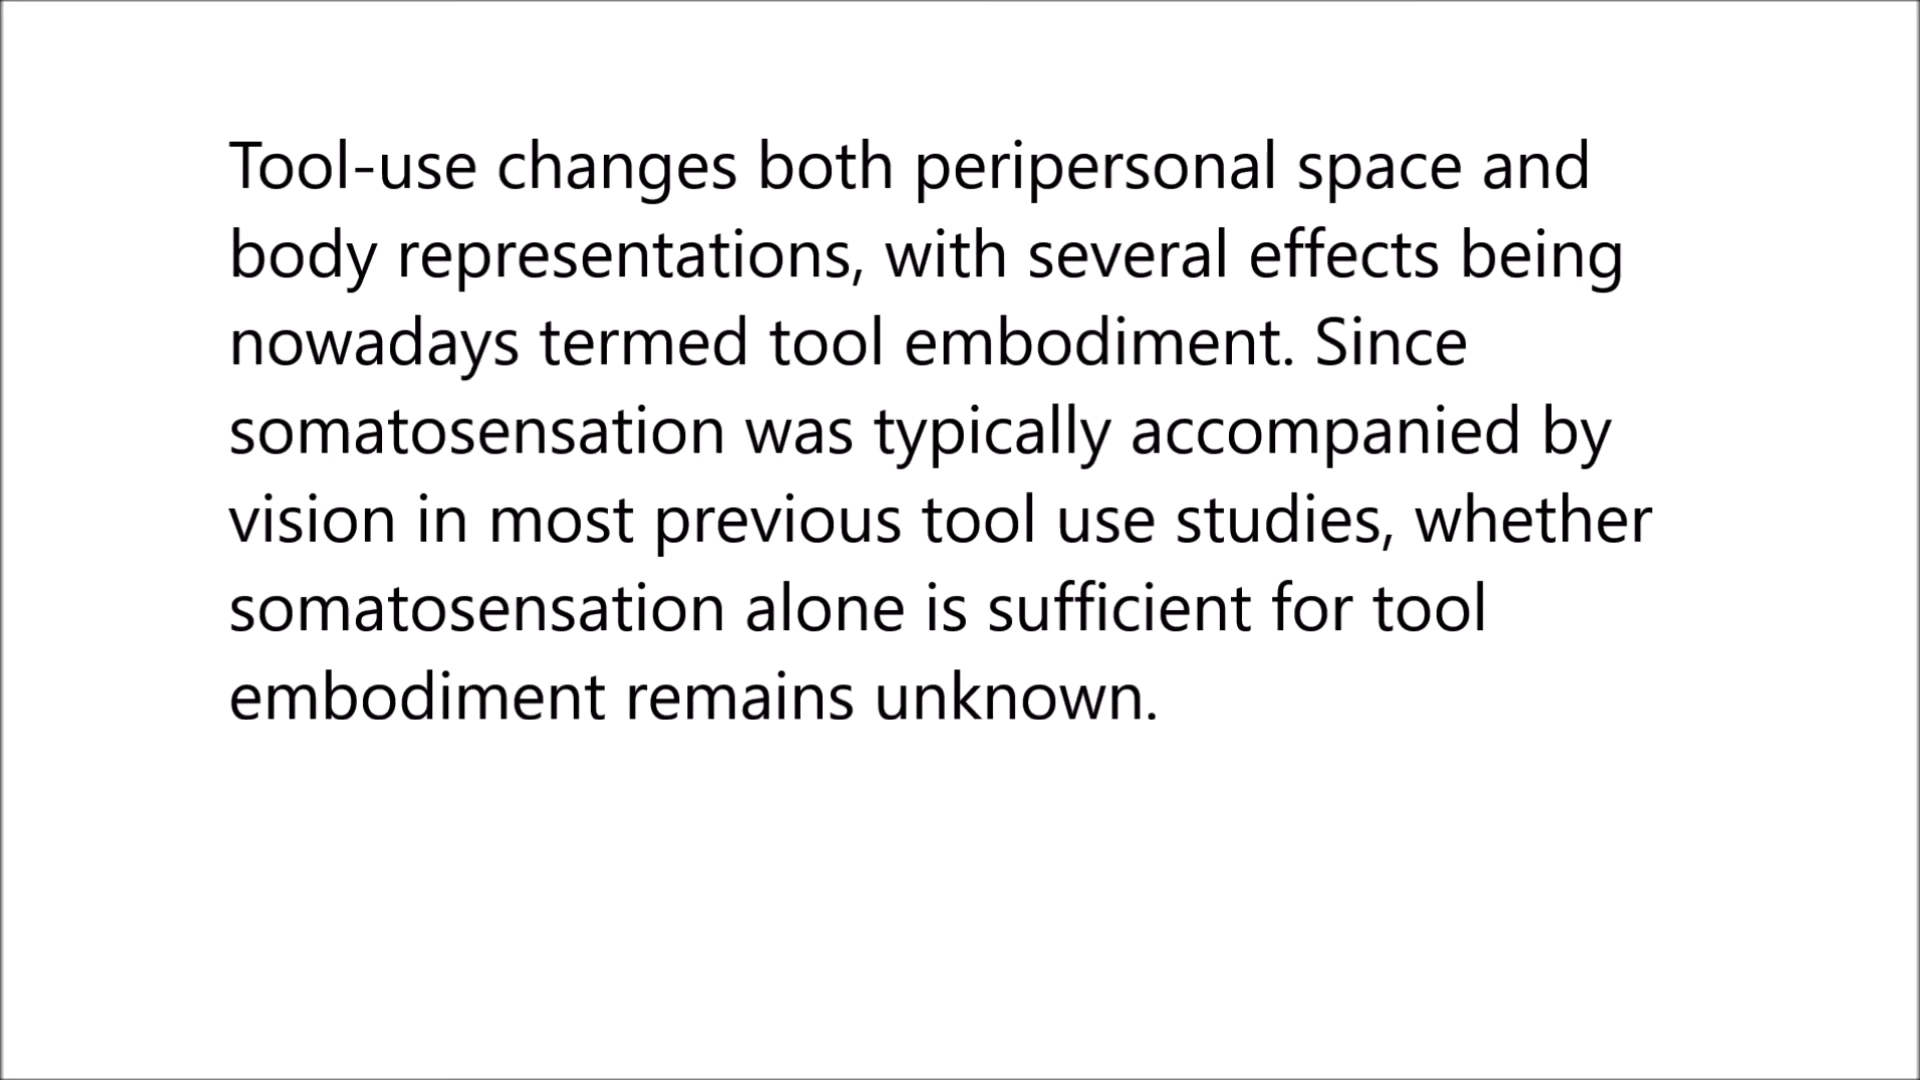 Tool-use changes both peripersonal space and
body representations, with several effects being
nowadays termed tool embodiment. Since
somatosensation was typically accompanied by
vision in most previous tool use studies, whether
somatosensation alone is sufficient for tool
embodiment remains unknown.